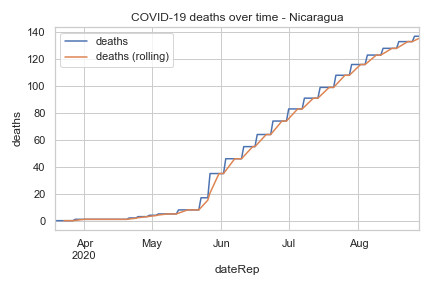 COVID-19 deaths over time - Nicaragua
deaths
deaths (rolling)
140
120
100
80
60
40
20
0
deaths
Apr
2020
May
Jun
Jul
Aug
dateRep